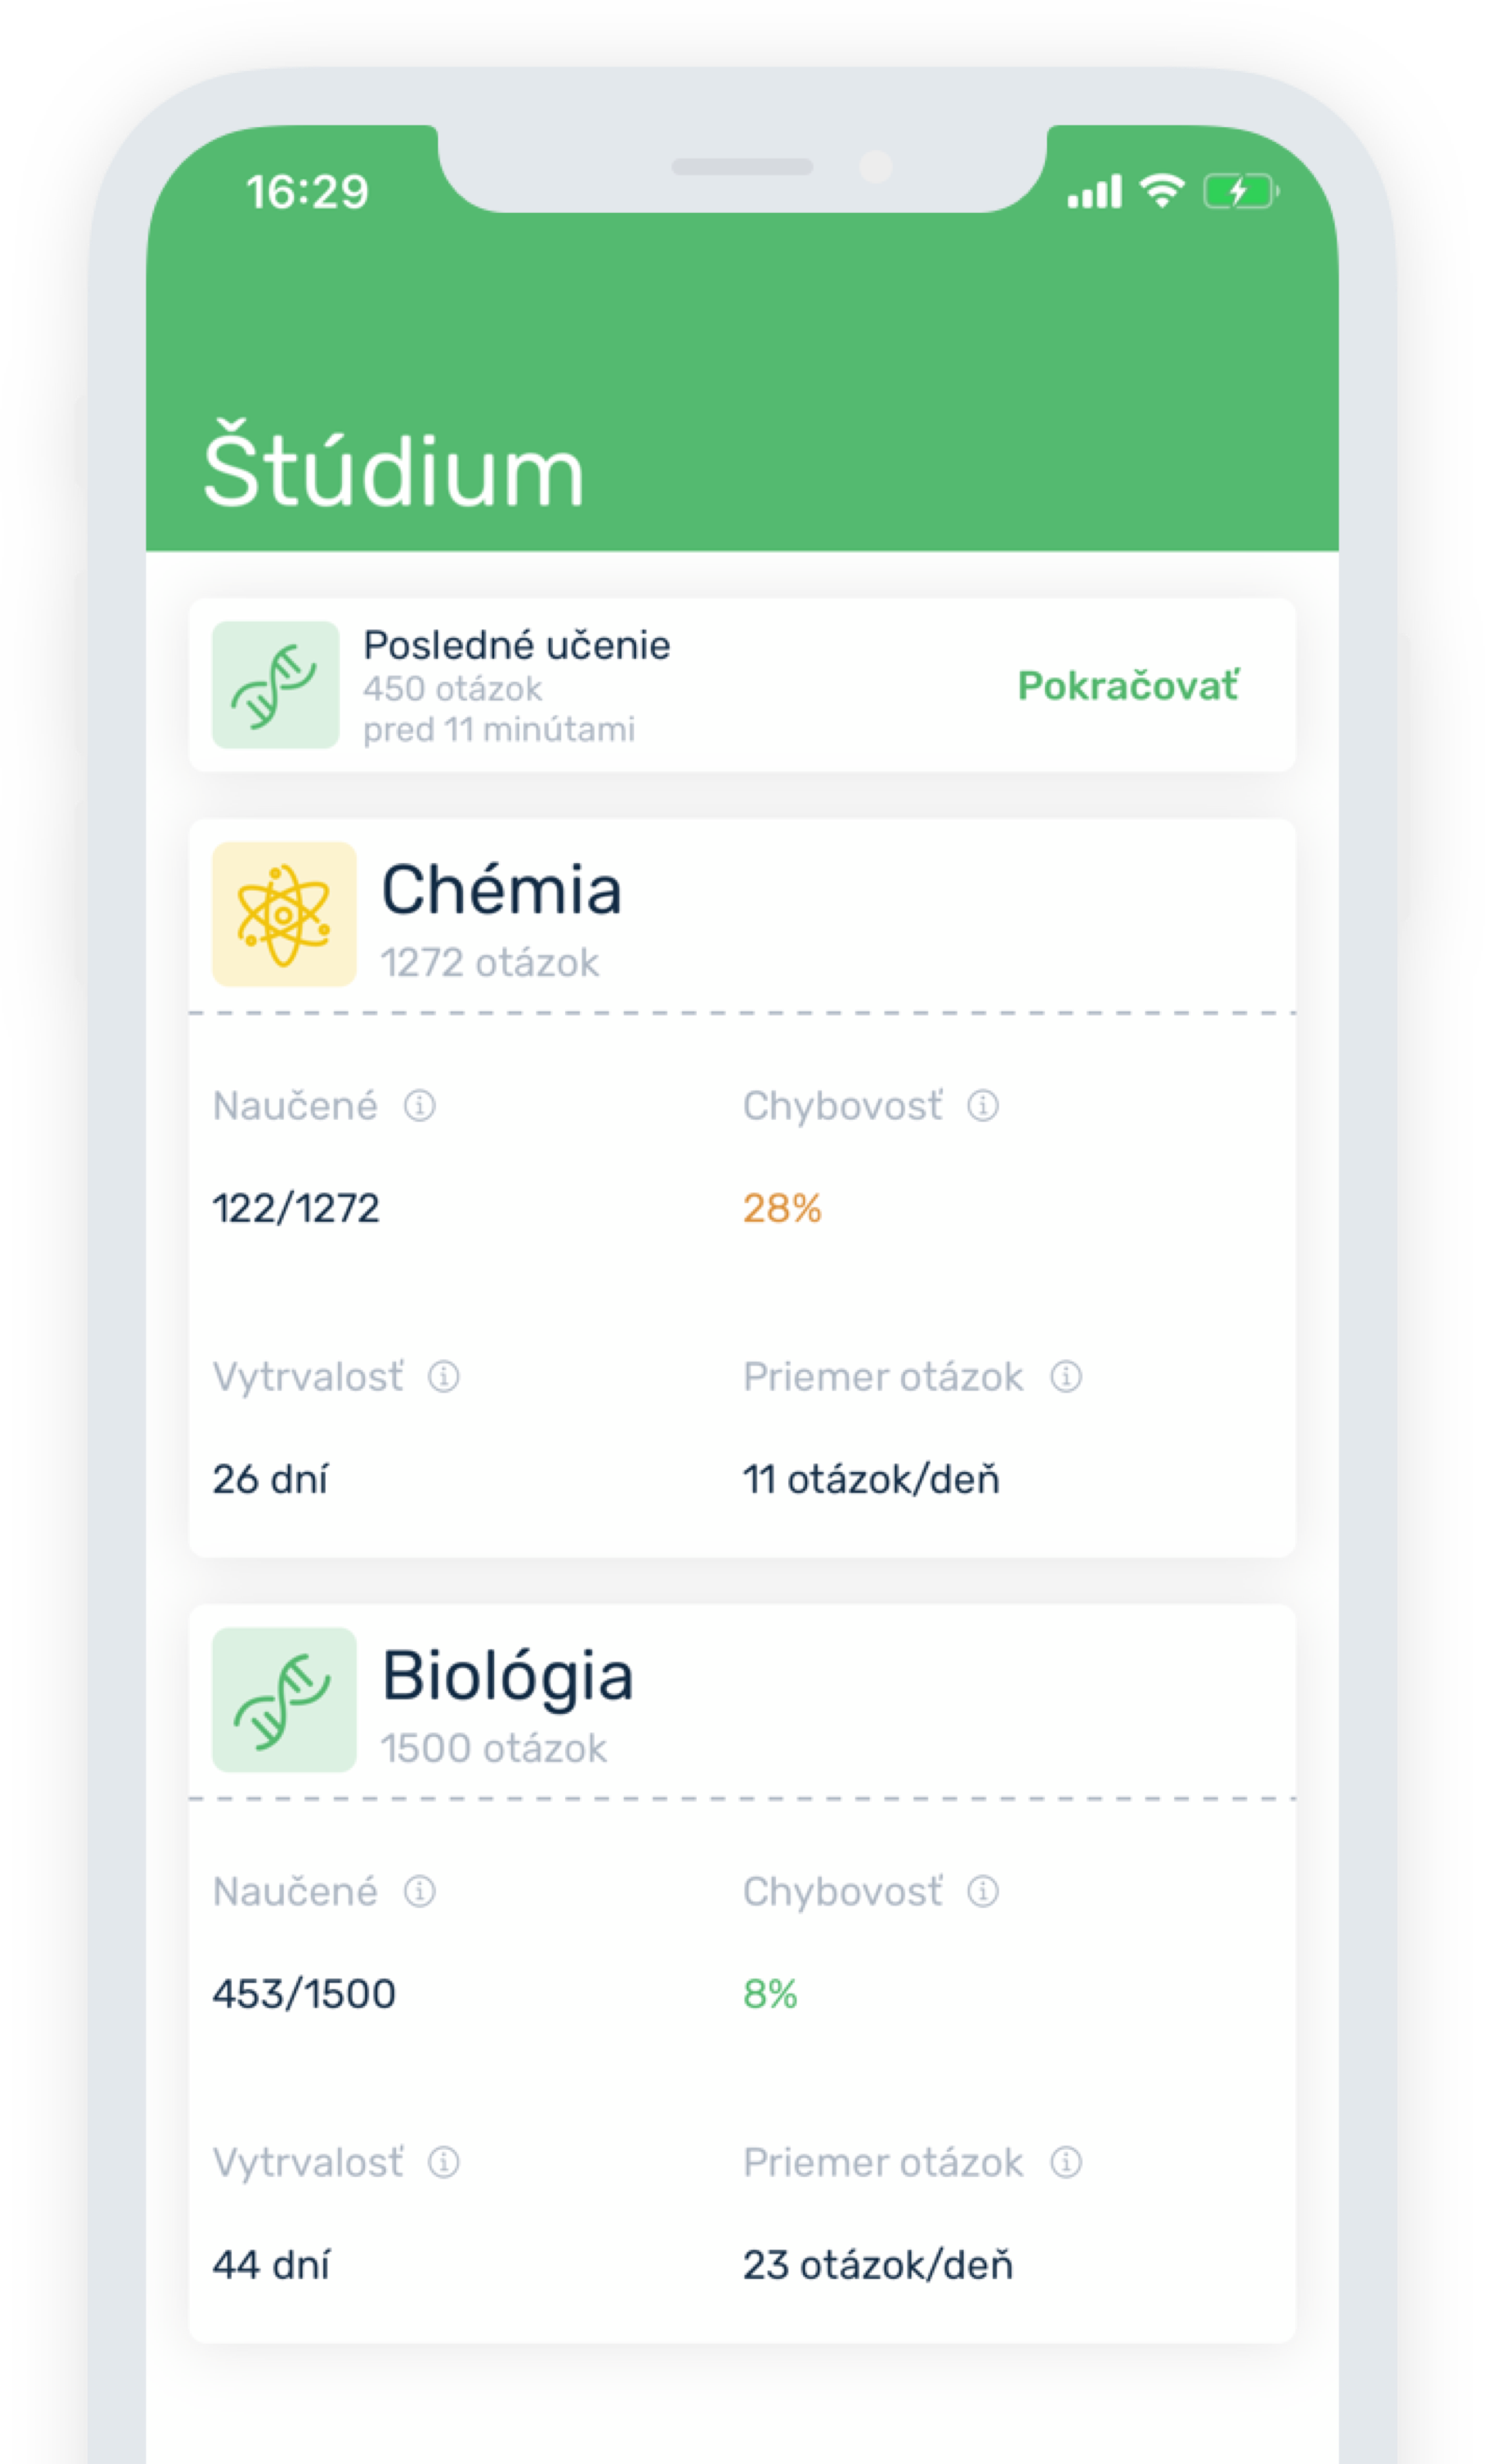 16:29
Štúdium
Posledné učenie
450 otázok
pred 11 minútami
Pokračovať
Chémia
1272 otázok
Naučené
Chybovosť
122/1272
28%
Vytrvalosť
Priemer otázok
26 dní
11 otázok/deň
Biológia
1500 otázok
Naučené
Chybovosť
453/1500
8%
Vytrvalosť
Priemer otázok
44 dní
23 otázok/deň